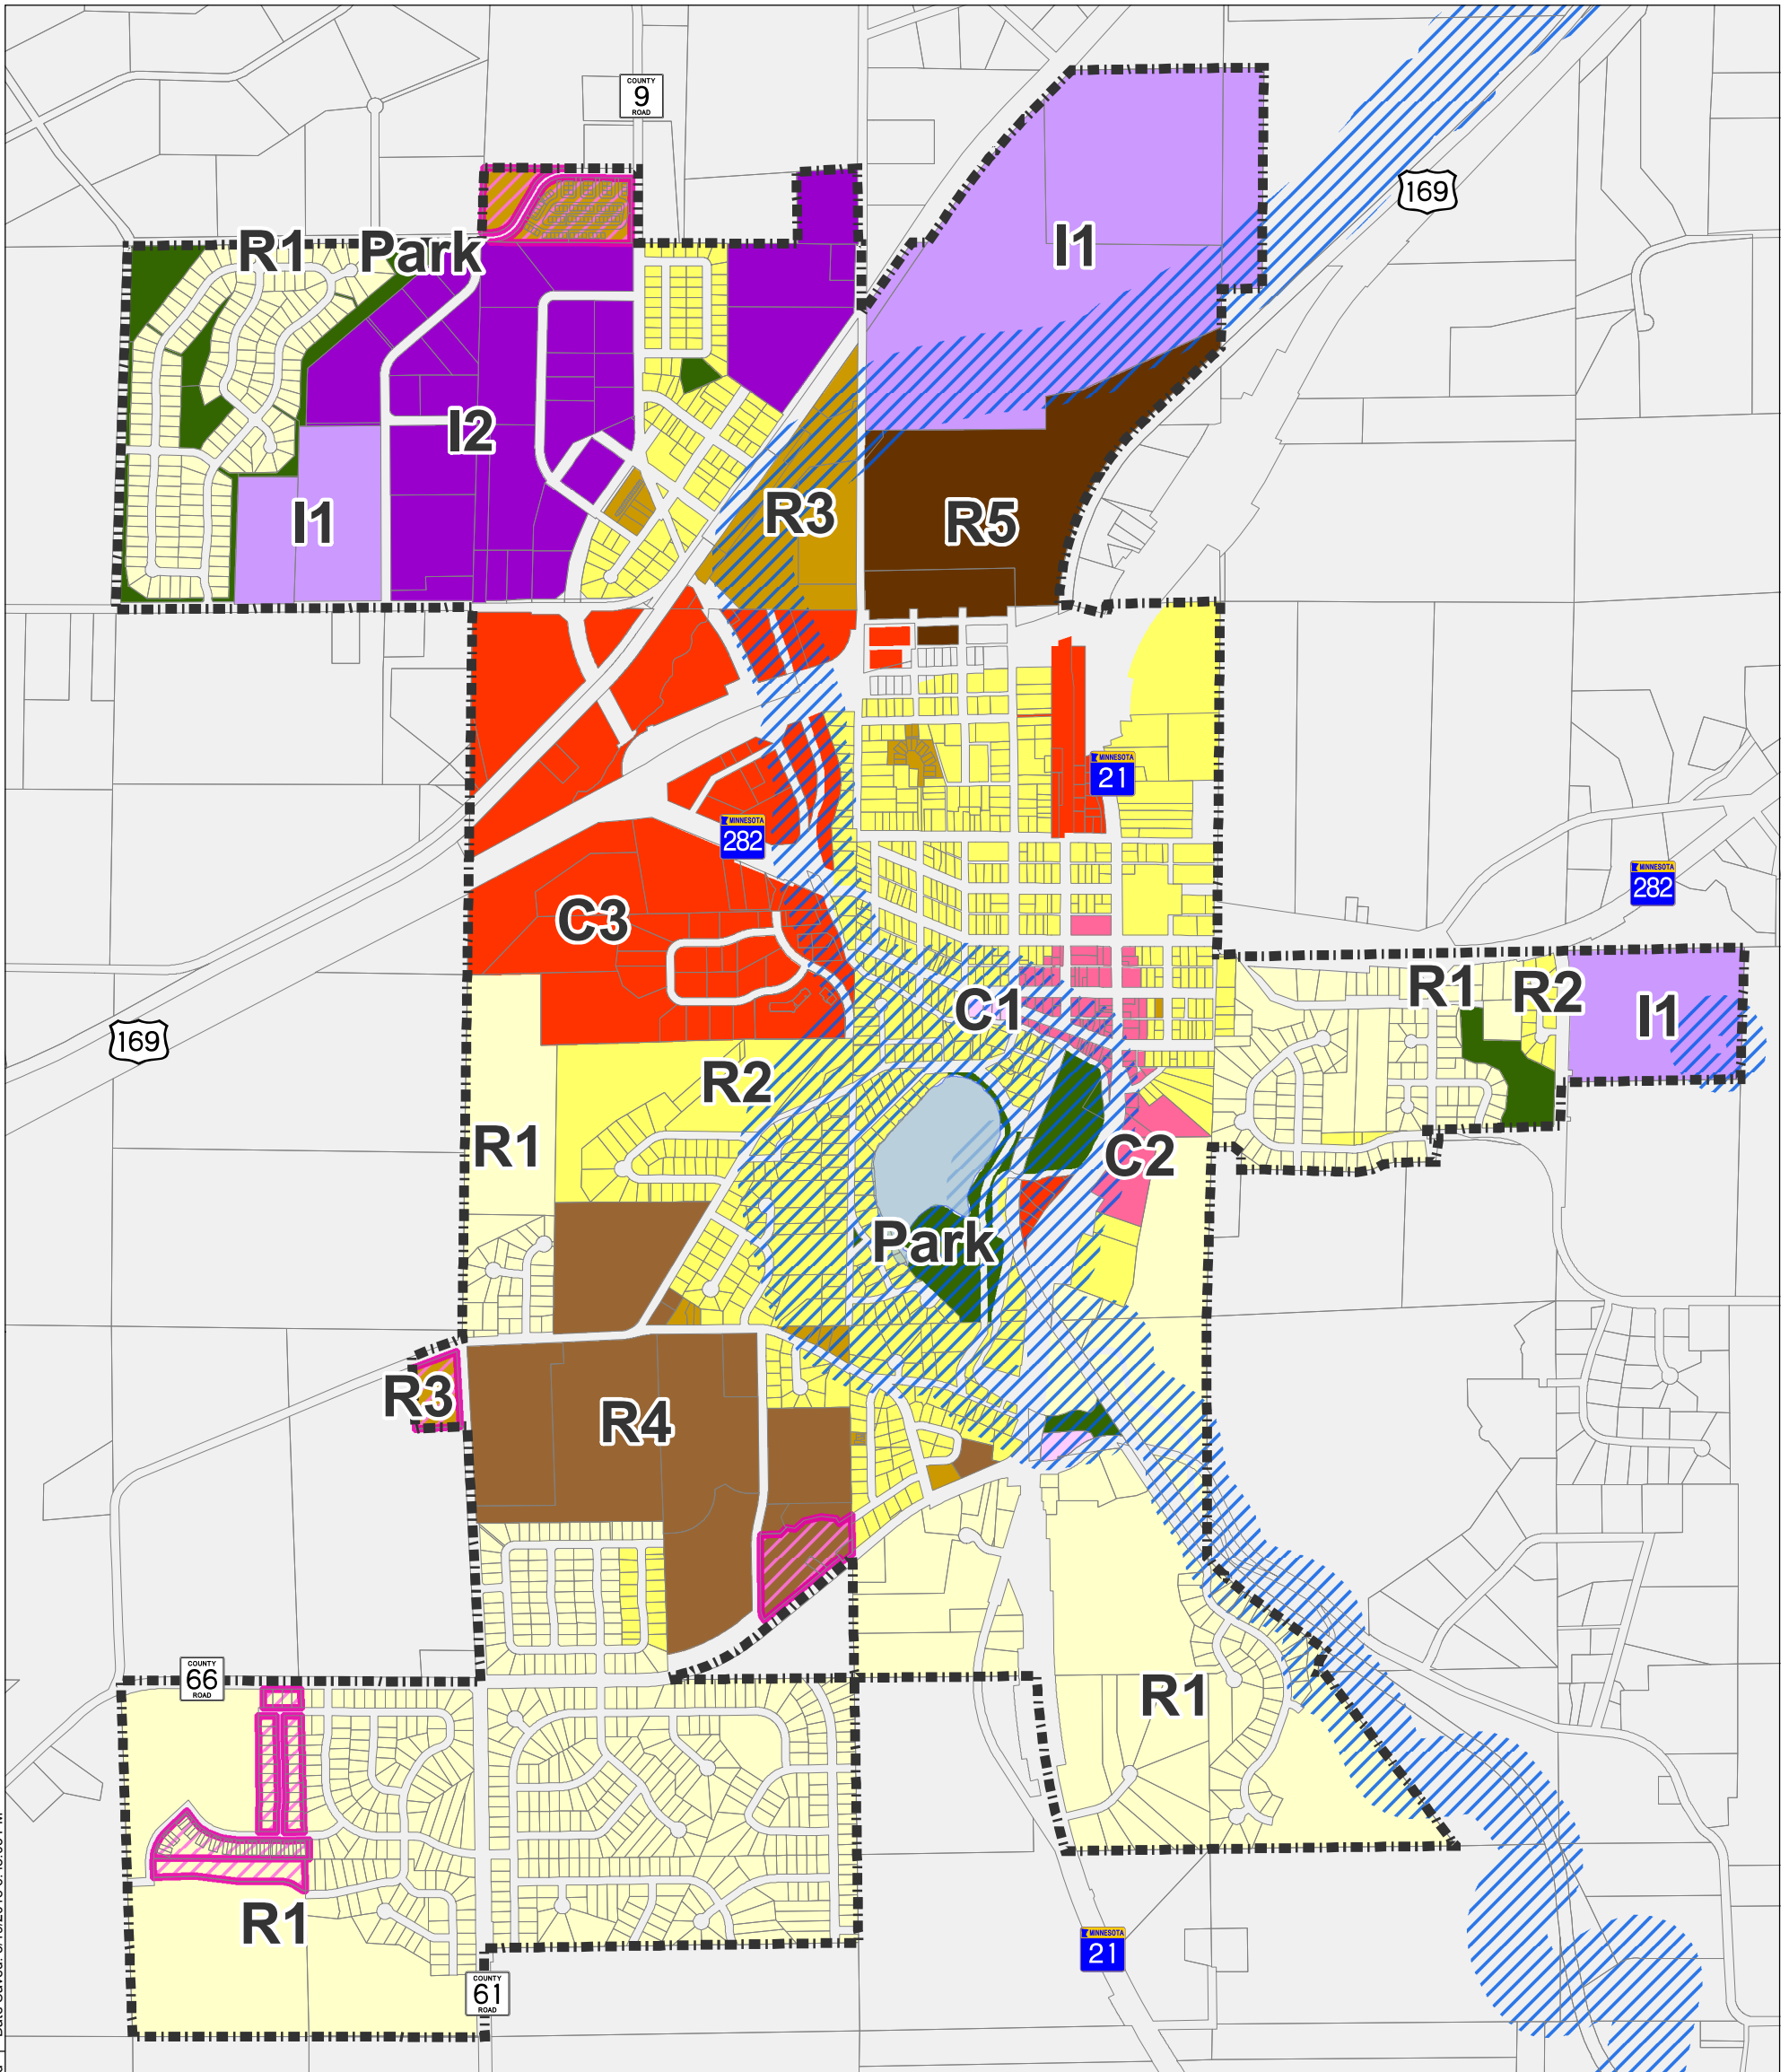 COUNTY
9
ROAD
169
I1
R1 Park
I2
I1
R3
R5
MINNESOTA
21
MINNESOTA
282
MINNESOTA
282
C3
R1
R2
I1
C1
169
R2
R1
C2
Park
R3
R4
COUNTY
66
ROAD
R1
R1
MINNESOTA
21
COUNTY
61
ROAD